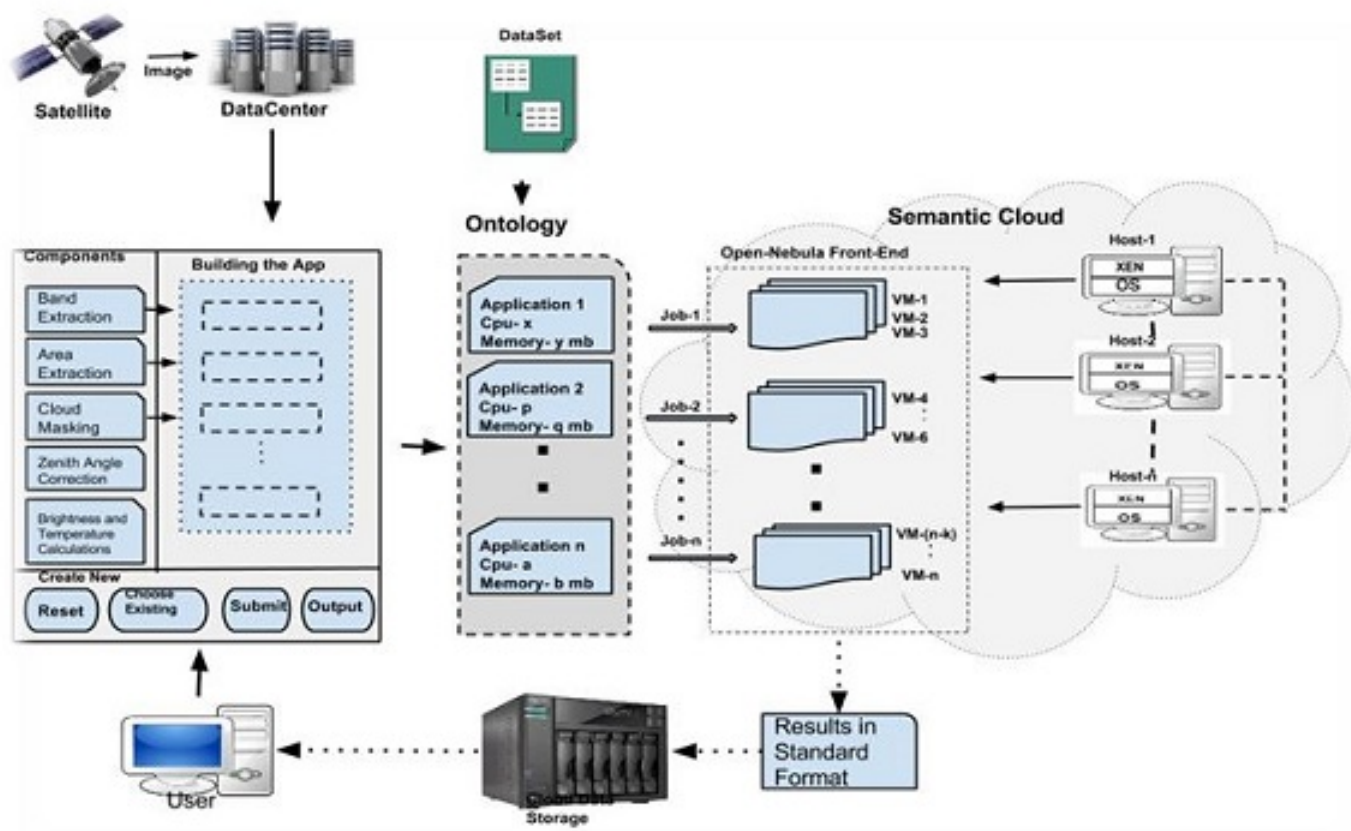 Satellite
Image
DataCenter
DataSet
Components
Band
Extraction
Area
Extraction
Cloud
Masking
Zenith Angle
Correction
Brightness and
Temperature
Calculations
Building the App
Create New
Reset
Choose
Existing
Submit
Output
Ontology
Application 1
Cpu- x
Memory- y mb
Application 2
Cpu- p
Memory- q mb
Application n
Cpu- a
Memory- b mb
Job-1
Job-2
Job-n
Semantic Cloud
Open-Nebula Front-End
VM-1
VM-2
VM-3
VM-4
VM-6
VM-(n-k)
VM-n
Host-1
XEN
OS
Host-2
XEN
OS
Host-n
XEN
OS
User
Data
Storage
Results in
Standard
Format